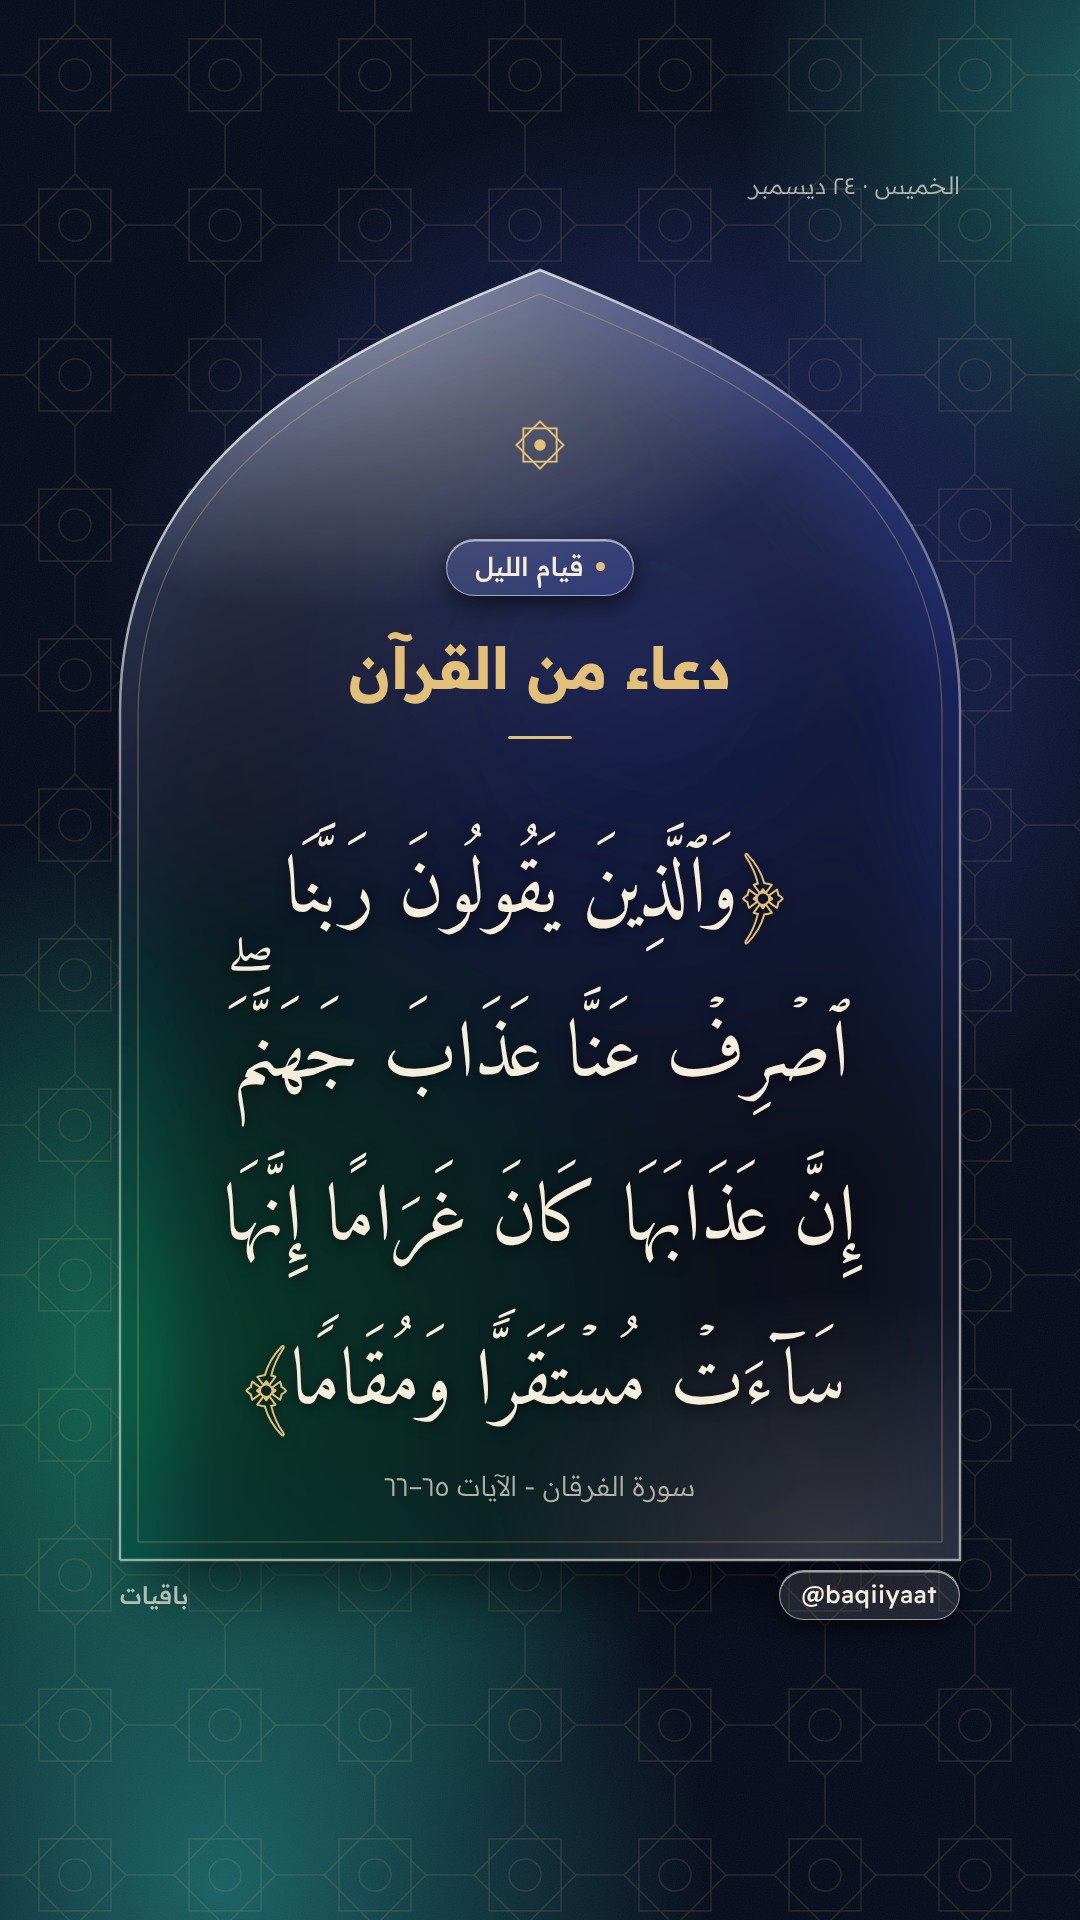 الخميس · ٢٤ ديسمبر
قيام الليل
دعاء من القرآن
﴿وَٱلَّذِينَ يَقُولُونَ رَبَّنَا
ٱصۡرِفۡ عَنَّا عَذَابَ جَهَنَّمَۖ
إِنَّ عَذَابَهَا كَانَ غَرَامًا إِنَّهَا
سَآءَتۡ مُسۡتَقَرًّا وَمُقَامًا﴾
سورة الفرقان - الآيات ٦٥–٦٦
@baqiiyaat
باقيات